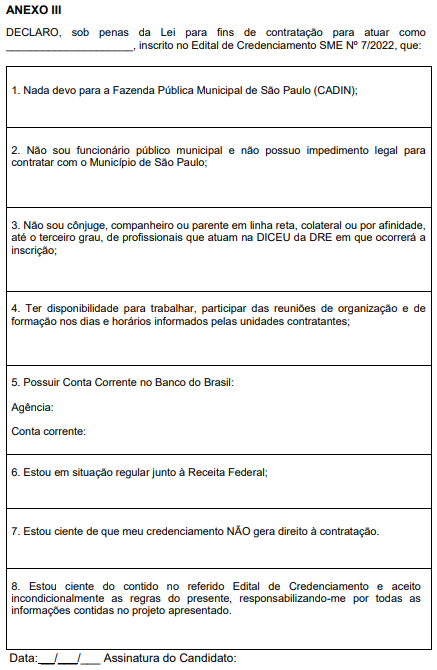 ANEXO III
DECLARO, sob penas da Lei para fins de contratação para atuar como
______________________, inscrito no Edital de Credenciamento SME Nº 7/2022, que:
1. Nada devo para a Fazenda Pública Municipal de São Paulo (CADIN);
2. Não sou funcionário público municipal e não possuo impedimento legal para
contratar com o Município de São Paulo;
3. Não sou cônjuge, companheiro ou parente em linha reta, colateral ou por afinidade,
até o terceiro grau, de profissionais que atuam na DICEU da DRE em que ocorrerá a
inscrição;
4. Ter disponibilidade para trabalhar, participar das reuniões de organização e de
formação nos dias e horários informados pelas unidades contratantes;
5. Possuir Conta Corrente no Banco do Brasil:
Agência:
Conta corrente:
6. Estou em situação regular junto à Receita Federal;
7. Estou ciente de que meu credenciamento NÃO gera direito à contratação.
8. Estou ciente do contido no referido Edital de Credenciamento e aceito
incondicionalmente as regras do presente, responsabilizando-me por todas as
informações contidas no projeto apresentado.
Data:___/___/___ Assinatura do Candidato: